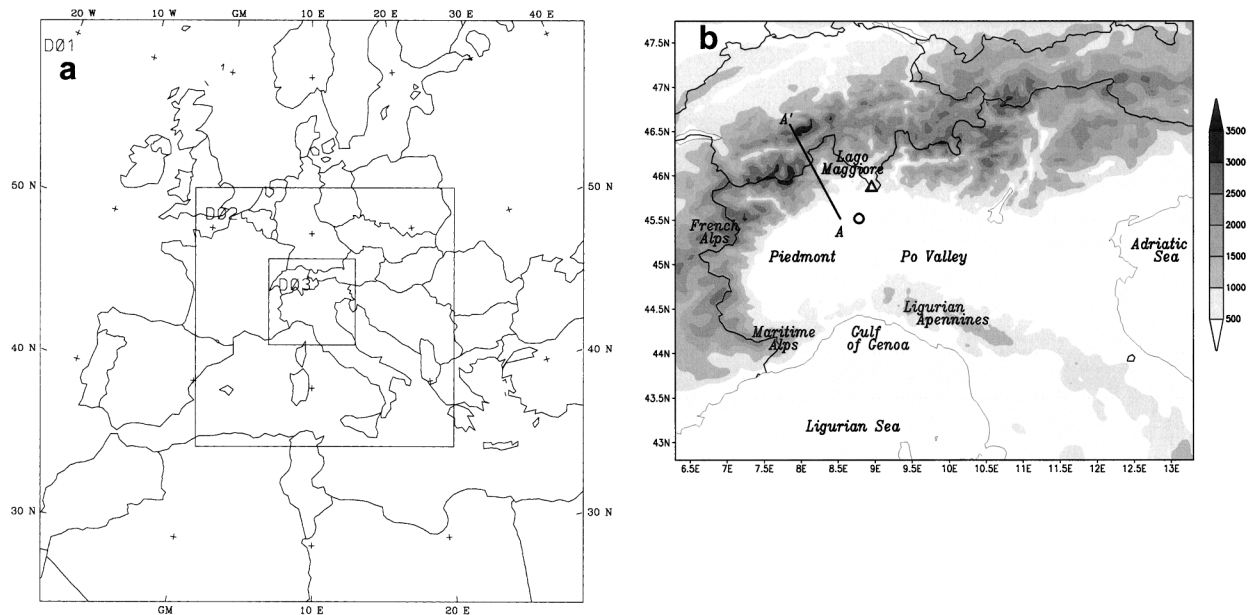 20 W 10 W GM 10 E 20 E 30 E 40 E
DØ1
a
50 N 50 N
DØ2
DØ3
40 N 40 N
30 N 30 N
GM 10 E 20 E
b
47.5N
47N
46.5N
46N
45.5N
45N
44.5N
44N
43.5N
43N
A'
Lago
Maggiore
A
French
Alps
Piedmont
Po Valley
Adriatic
Sea
Ligurian
Apennines
Maritime
Alps
Gulf
of Genoa
Ligurian Sea
6.5E 7E 7.5E 8E 8.5E 9E 9.5E 10E 10.5E 11E 11.5E 12E 12.5E 13E
3500
3000
2500
2000
1500
1000
500